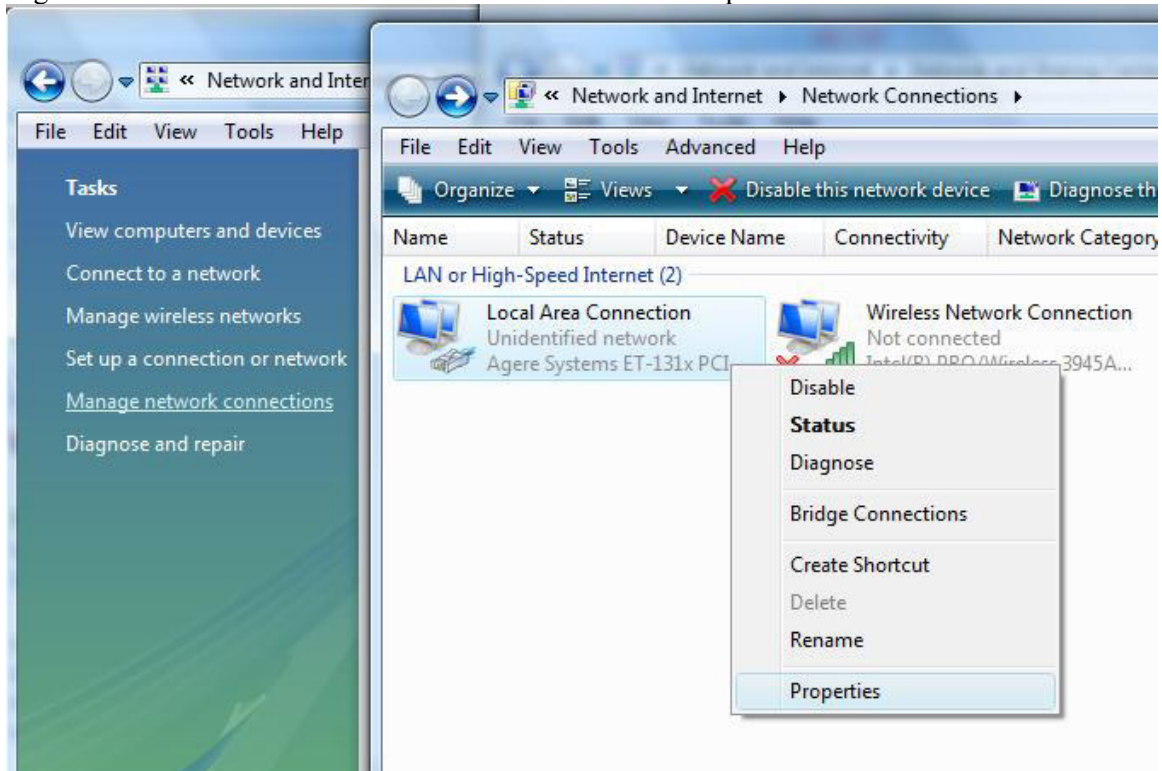 « Network and Inter
File Edit View Tools Help
Tasks
View computers and devices
Connect to a network
Manage wireless networks
Set up a connection or network
Manage network connections
Diagnose and repair
« Network and Internet ▸ Network Connections ▸
File Edit View Tools Advanced Help
Organize Views Disable this network device Diagnose th
Name Status Device Name Connectivity Network Category
LAN or High-Speed Internet (2)
Local Area Connection
Unidentified network
Agere Systems ET-131x PCI
Wireless Network Connection
Not connected
Intel(R) PRO/Wireless 3945A...
Disable
Status
Diagnose
Bridge Connections
Create Shortcut
Delete
Rename
Properties